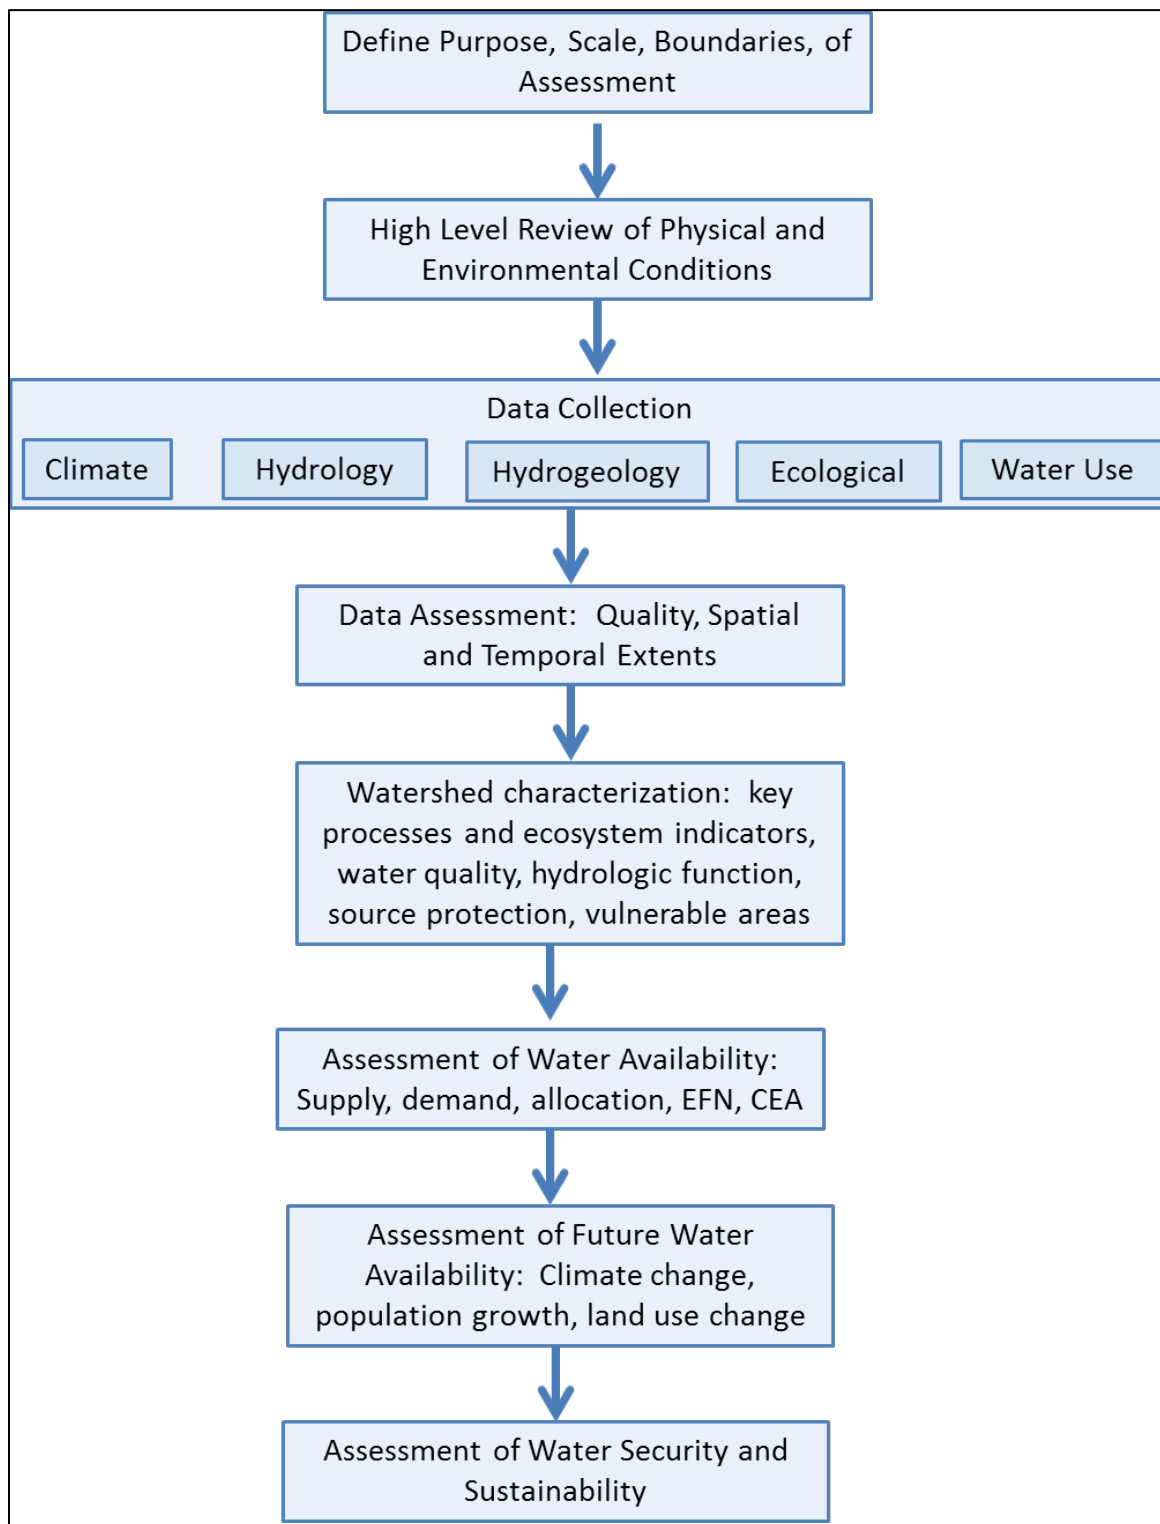 Define Purpose, Scale, Boundaries, of
Assessment
High Level Review of Physical and
Environmental Conditions
Data Collection
Climate
Hydrology
Hydrogeology
Ecological
Water Use
Data Assessment:  Quality, Spatial
and Temporal Extents
Watershed characterization:  key
processes and ecosystem indicators,
water quality, hydrologic function,
source protection, vulnerable areas
Assessment of Water Availability:
Supply, demand, allocation, EFN, CEA
Assessment of Future Water
Availability:  Climate change,
population growth, land use change
Assessment of Water Security and
Sustainability